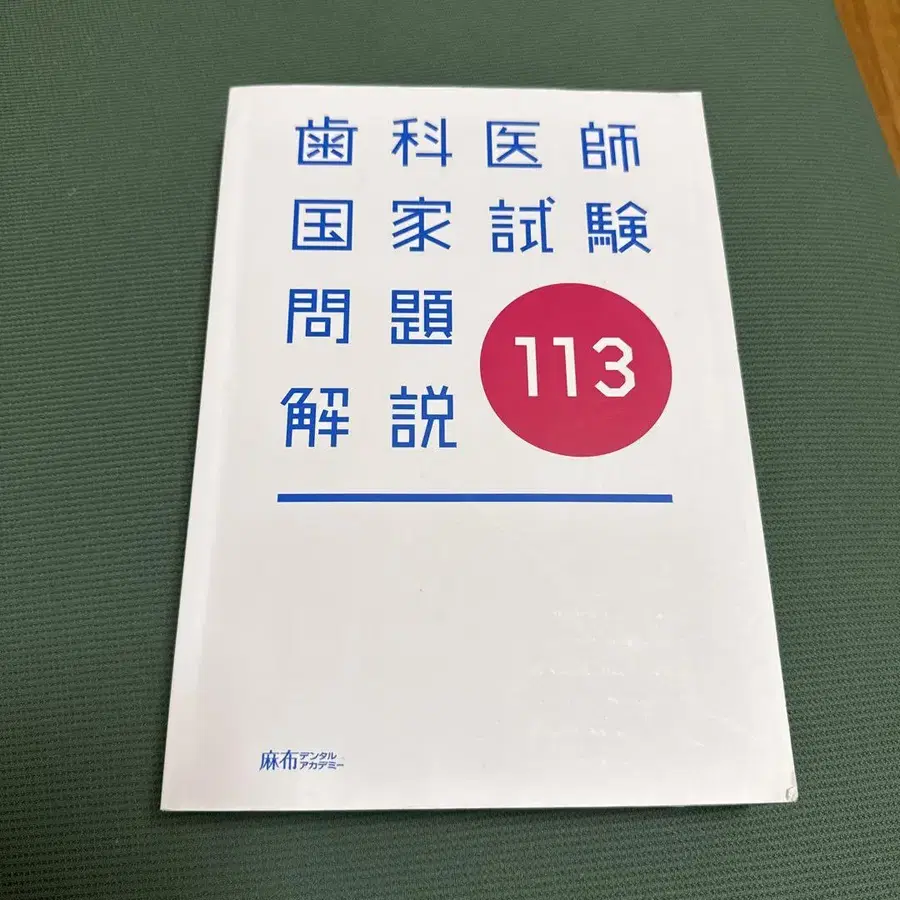 歯科医師
国家試験
問題
解説
113
麻布デンタル
アカデミー